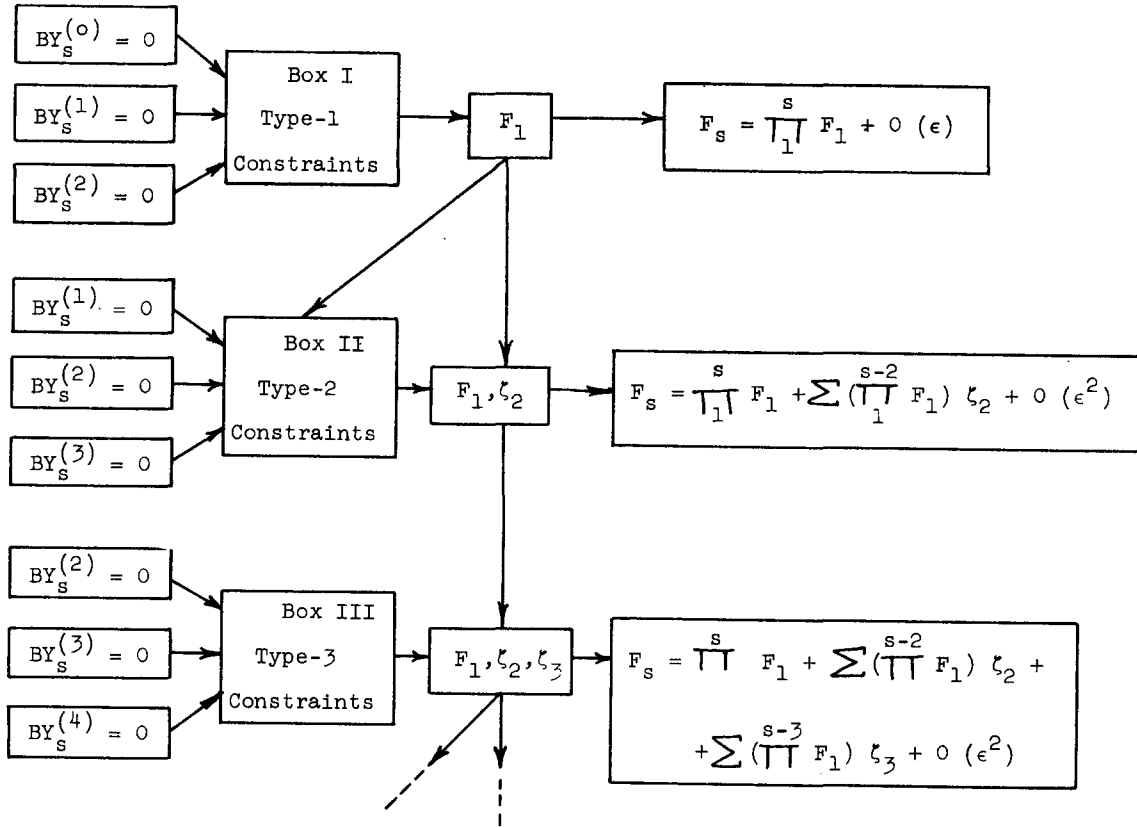 BY_s^(o) = 0
BY_s^(1) = 0
BY_s^(2) = 0
Box I
Type-1
Constraints
F_1
F_s = ∏_1^s F_1 + 0 (ϵ)
BY_s^(1) = 0
BY_s^(2) = 0
BY_s^(3) = 0
Box II
Type-2
Constraints
F_1, ζ_2
F_s = ∏_1^s F_1 + ∑ (∏_1^{s-2} F_1) ζ_2 + 0 (ϵ^2)
BY_s^(2) = 0
BY_s^(3) = 0
BY_s^(4) = 0
Box III
Type-3
Constraints
F_1, ζ_2, ζ_3
F_s = ∏^s F_1 + ∑ (∏^{s-2} F_1) ζ_2 +
+ ∑ (∏^{s-3} F_1) ζ_3 + 0 (ϵ^2)